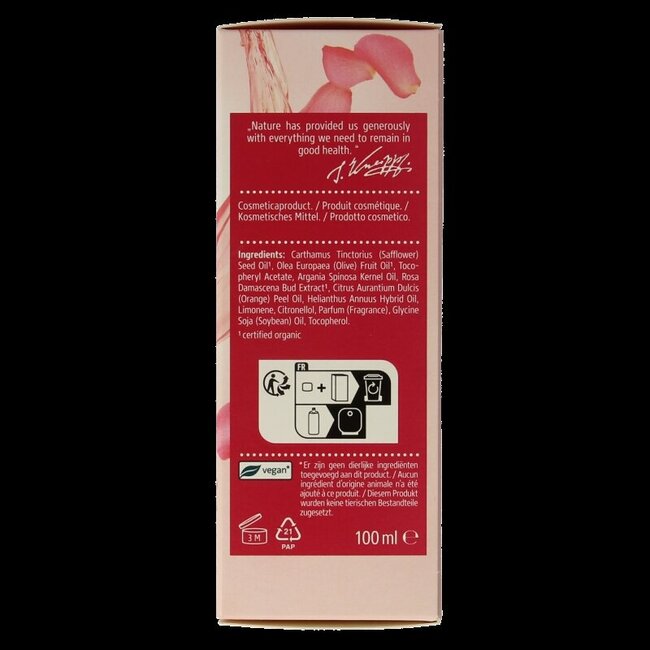 „Nature has provided us generously
with everything we need to remain in
good health. “
S. Kneipp.
Cosmeticaproduct. / Produit cosmétique. /
Kosmetisches Mittel. / Prodotto cosmetico.
Ingredients: Carthamus Tinctorius (Safflower)
Seed Oil¹, Olea Europaea (Olive) Fruit Oil¹, Toco-
pheryl Acetate, Argania Spinosa Kernel Oil, Rosa
Damascena Bud Extract¹, Citrus Aurantium Dulcis
(Orange) Peel Oil, Helianthus Annuus Hybrid Oil,
Limonene, Citronellol, Parfum (Fragrance), Glycine
Soja (Soybean) Oil, Tocopherol.
¹ certified organic
FR
+
vegan*
*Er zijn geen dierlijke ingrediënten
toegevoegd aan dit product. / Aucun
ingrédient d'origine animale n'a été
ajouté à ce produit. / Diesem Produkt
wurden keine tierischen Bestandteile
zugesetzt.
3 M
21
PAP
100 ml ℮